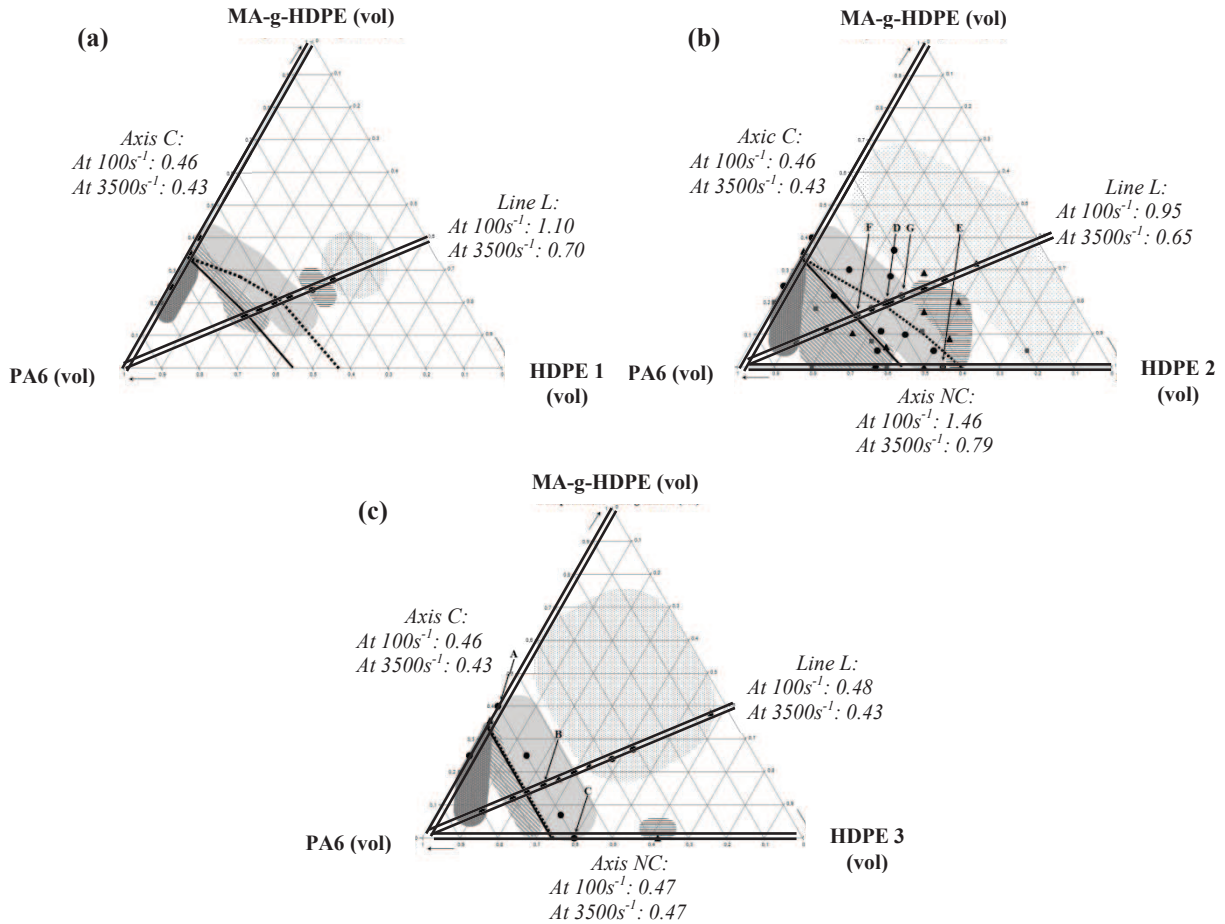 MA-g-HDPE (vol)
(a)
Axis C:
At 100s⁻¹: 0.46
At 3500s⁻¹: 0.43
Line L:
At 100s⁻¹: 1.10
At 3500s⁻¹: 0.70
PA6 (vol)
HDPE 1
(vol)
MA-g-HDPE (vol)
(b)
Axic C:
At 100s⁻¹: 0.46
At 3500s⁻¹: 0.43
Line L:
At 100s⁻¹: 0.95
At 3500s⁻¹: 0.65
F D G E
PA6 (vol)
HDPE 2
(vol)
Axis NC:
At 100s⁻¹: 1.46
At 3500s⁻¹: 0.79
MA-g-HDPE (vol)
(c)
Axis C:
At 100s⁻¹: 0.46
At 3500s⁻¹: 0.43
A
Line L:
At 100s⁻¹: 0.48
At 3500s⁻¹: 0.43
B
C
PA6 (vol)
HDPE 3
(vol)
Axis NC:
At 100s⁻¹: 0.47
At 3500s⁻¹: 0.47